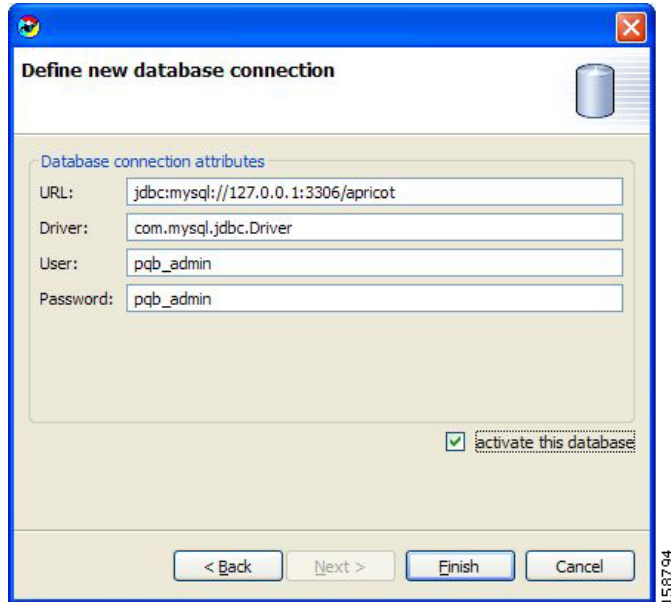 Define new database connection
Database connection attributes
URL: jdbc:mysql://127.0.0.1:3306/apricot
Driver: com.mysql.jdbc.Driver
User: pqb_admin
Password: pqb_admin
activate this database
< Back Next > Finish Cancel
158794